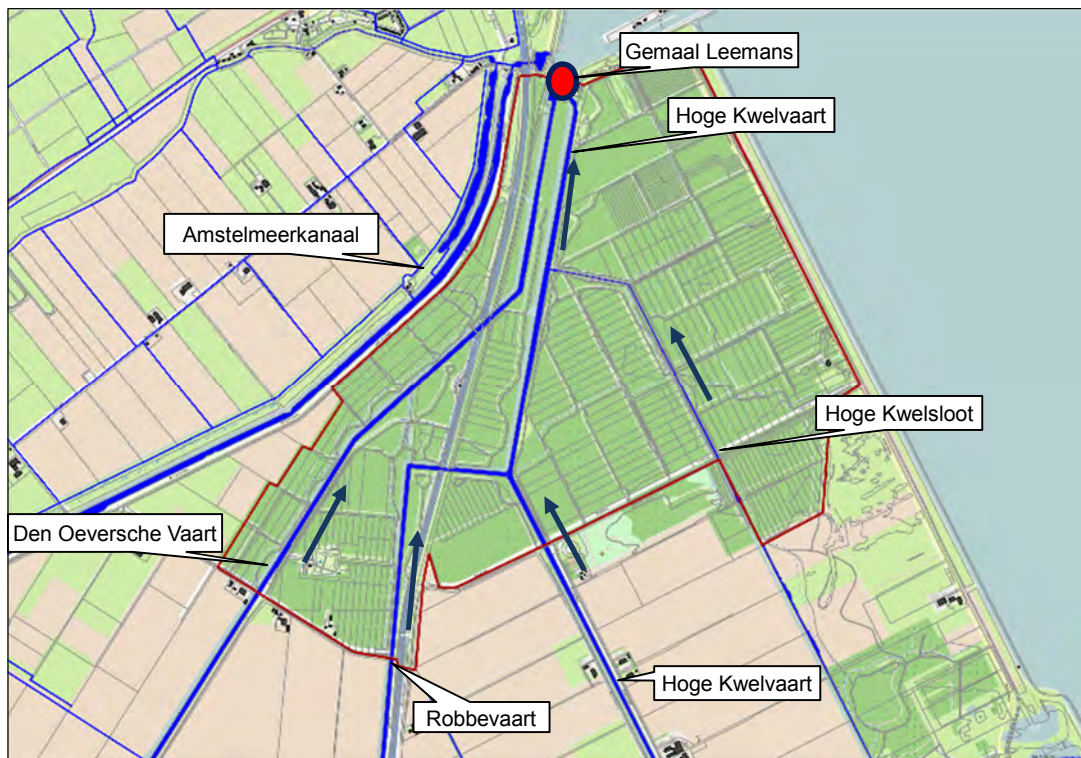 Gemaal Leemans
Hoge Kwelvaart
Amstelmeerkanaal
Hoge Kwelsloot
Den Oeversche Vaart
Hoge Kwelvaart
Robbevaart